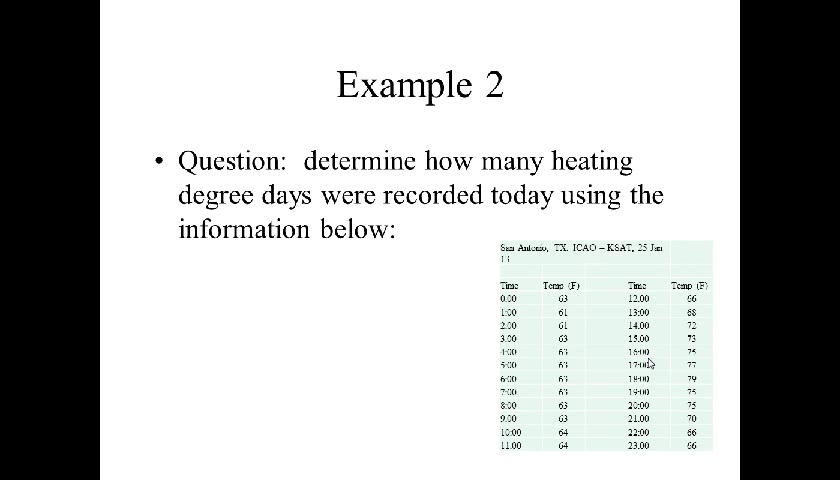 Example 2
• Question: determine how many heating
degree days were recorded today using the
information below:
San Antonio, TX. ICAO – KSAT, 25 Jan
13
Time Temp (F) Time Temp (F)
0.00 63 12.00 66
1:00 61 13:00 68
2:00 61 14.00 72
3.00 63 15.00 73
4:00 63 16:00 75
5:00 63 17:00 77
6:00 63 18:00 79
7:00 63 19:00 75
8:00 63 20:00 75
9.00 63 21.00 70
10:00 64 22:00 66
11.00 64 23.00 66